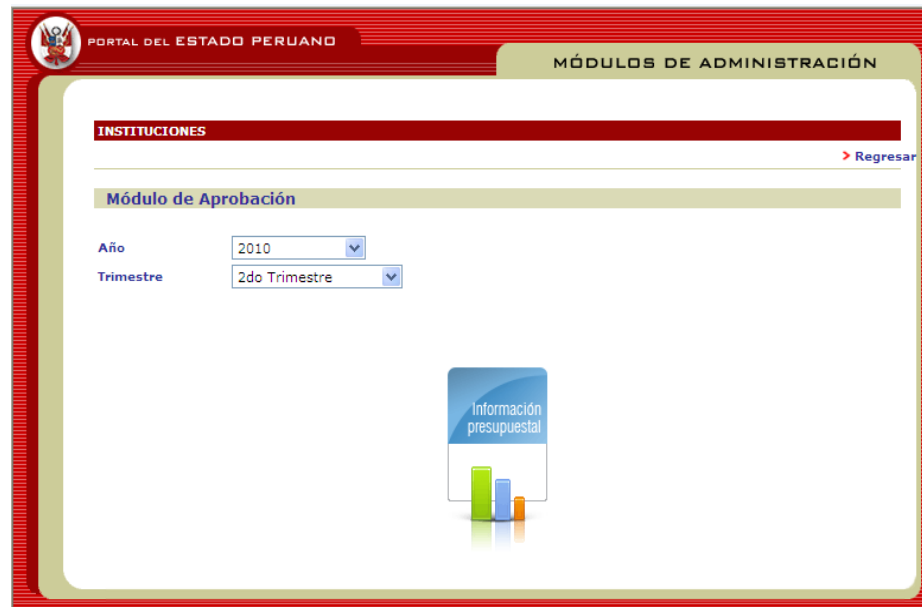 PORTAL DEL ESTADO PERUANO
MÓDULOS DE ADMINISTRACIÓN
INSTITUCIONES
> Regresar
Módulo de Aprobación
Año 2010
Trimestre 2do Trimestre
Información
presupuestal